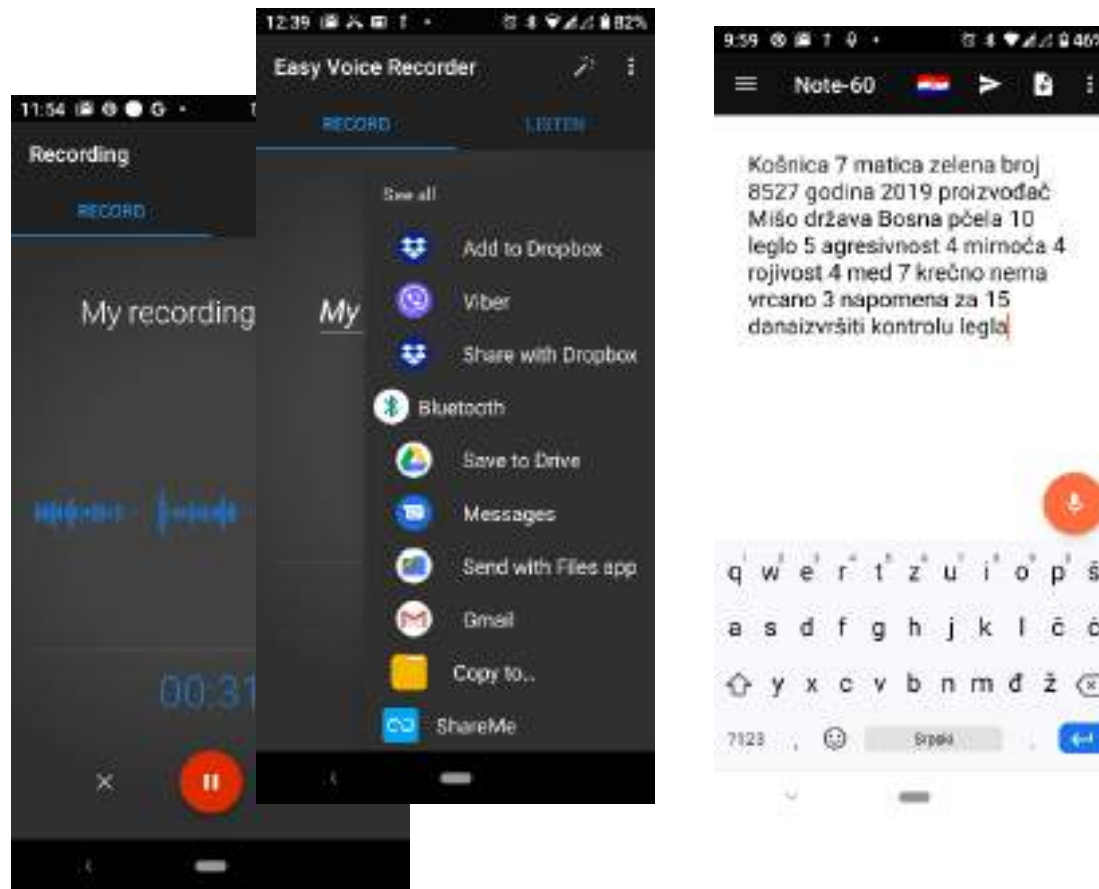 11:54
Recording
RECORD
My recording
00:31
12:39
82%
Easy Voice Recorder
RECORD
LISTEN
My
See all
Add to Dropbox
Viber
Share with Dropbox
Bluetooth
Save to Drive
Messages
Send with Files app
Gmail
Copy to...
ShareMe
9:59
46%
Note-60
Košnica 7 matica zelena broj
8527 godina 2019 proizvođač
Mišo država Bosna pčela 10
leglo 5 agresivnost 4 mirnoća 4
rojivost 4 med 7 krečno nema
vrcano 3 napomena za 15
danaizvršiti kontrolu legla
q w e r t z u i o p š
a s d f g h j k l č ć
y x c v b n m đ ž
?123 , Srpski .